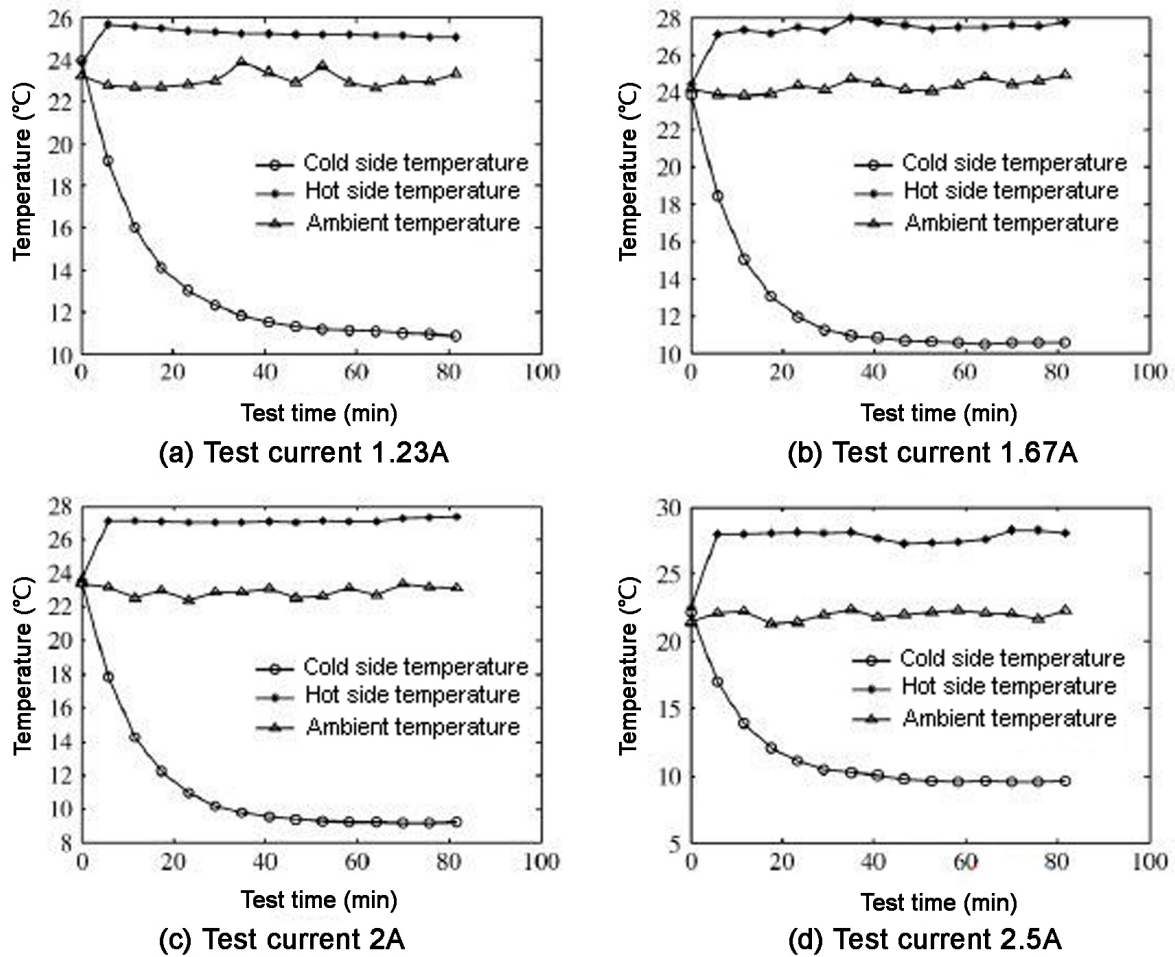 26
24
22
20
18
16
14
12
10
Temperature (℃)
Cold side temperature
Hot side temperature
Ambient temperature
0 20 40 60 80 100
Test time (min)
(a) Test current 1.23A
28
26
24
22
20
18
16
14
12
10
Temperature (℃)
Cold side temperature
Hot side temperature
Ambient temperature
0 20 40 60 80 100
Test time (min)
(b) Test current 1.67A
28
26
24
22
20
18
16
14
12
10
8
Temperature (℃)
Cold side temperature
Hot side temperature
Ambient temperature
0 20 40 60 80 100
Test time (min)
(c) Test current 2A
30
25
20
15
10
5
Temperature (℃)
Cold side temperature
Hot side temperature
Ambient temperature
0 20 40 60 80 100
Test time (min)
(d) Test current 2.5A